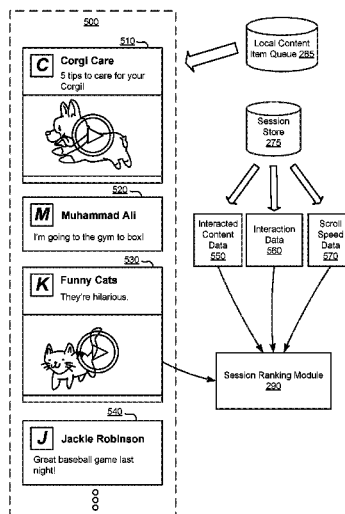 500
510
C Corgi Care
5 tips to care for your
Corgi!
520
M Muhammad Ali
I'm going to the gym to box!
530
K Funny Cats
They're hilarious.
540
J Jackie Robinson
Great baseball game last
night!
Local Content
Item Queue 285
Session
Store
275
Interacted
Content
Data
550
Interaction
Data
560
Scroll
Speed
Data
570
Session Ranking Module
290